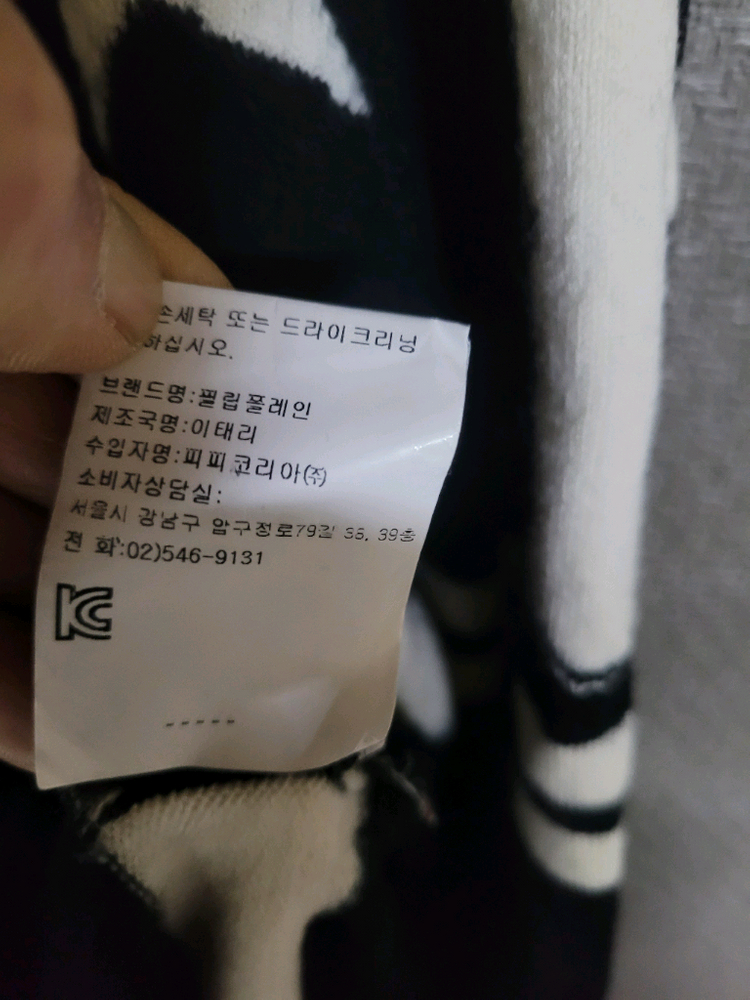 손세탁 또는 드라이크리닝
하십시오.
브랜드명:필립플레인
제조국명:이태리
수입자명:피피코리아(주)
소비자상담실:
서울시 강남구 압구정로79길 38, 39층
전 화:02)546-9131
KC
-----